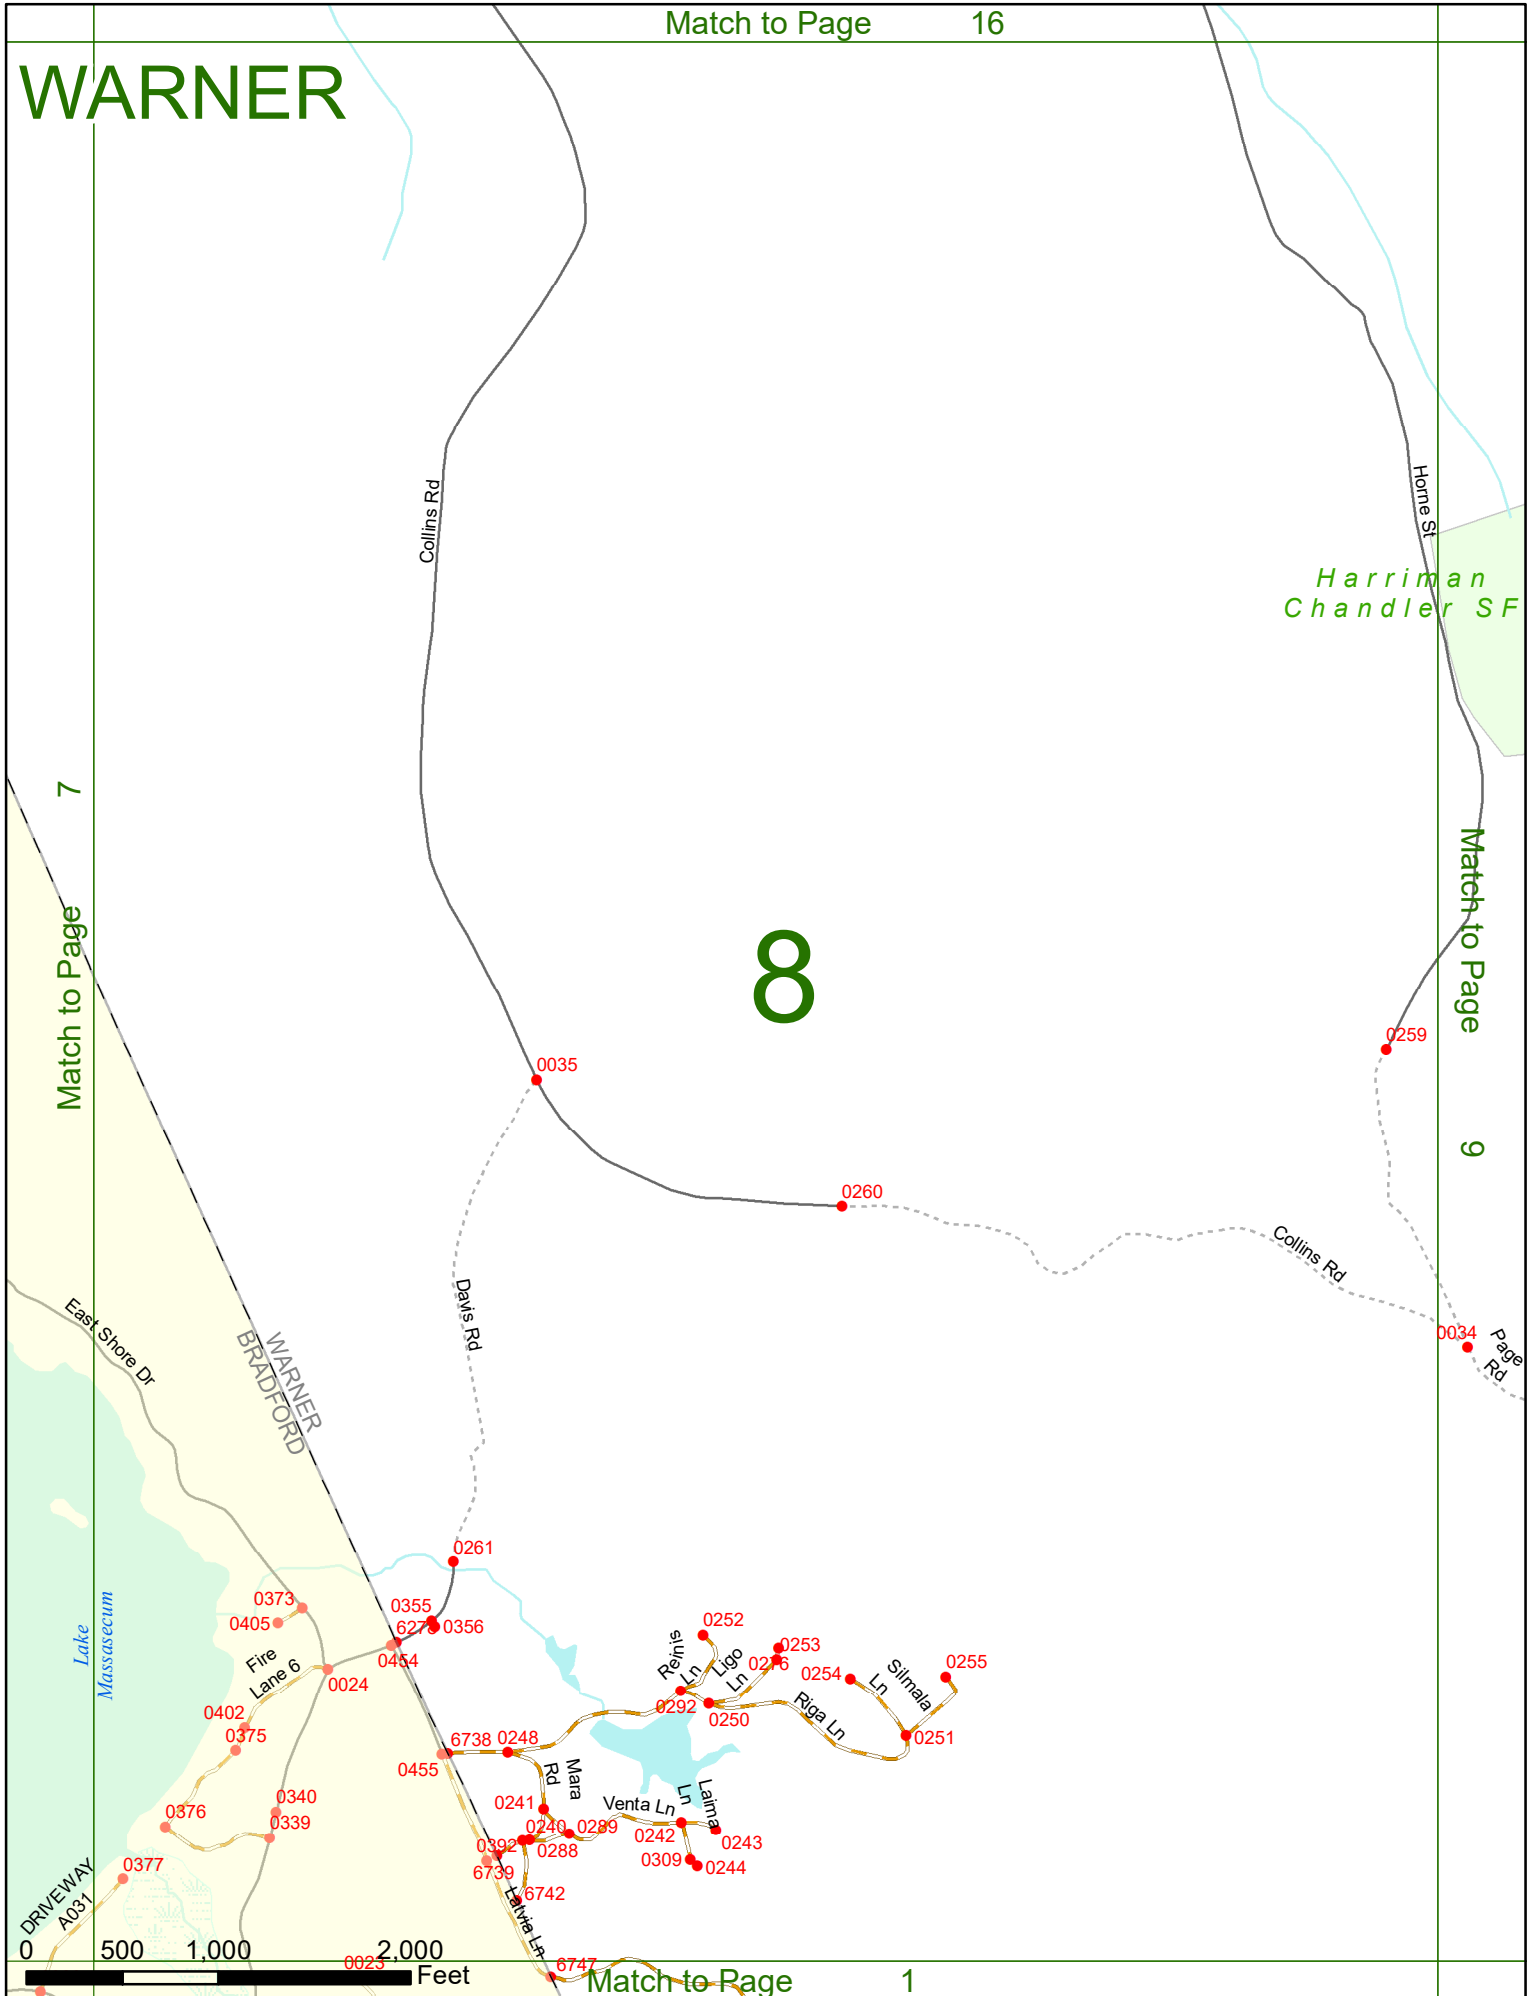 Match to Page 16
WARNER
Collins Rd
Horne St
Harriman
Chandler SF
Match to Page 7
8
Match to Page 9
0259
0035
0260
Collins Rd
Davis Rd
East Shore Dr
WARNER
BRADFORD
0034
Page
Rd
0261
0373
0405
0355
0356
0454
0024
Fire
Lane 6
Lake
Massasecum
0402
0375
0252
Reinis
Ln
Ligo
Ln
0253
0276
0254
Silmala
Ln
0255
0292
0250
Riga Ln
0251
6738
0248
0455
Mara
Rd
0241
Venta Ln
Laima
Ln
0376
0340
0339
0240
0289
0392
0288
0242
0243
6739
0309
0244
0377
6742
DRIVEWAY
A031
Latvia Ln
0 500 1,000 2,000
Feet
0023
6747
Match to Page 1